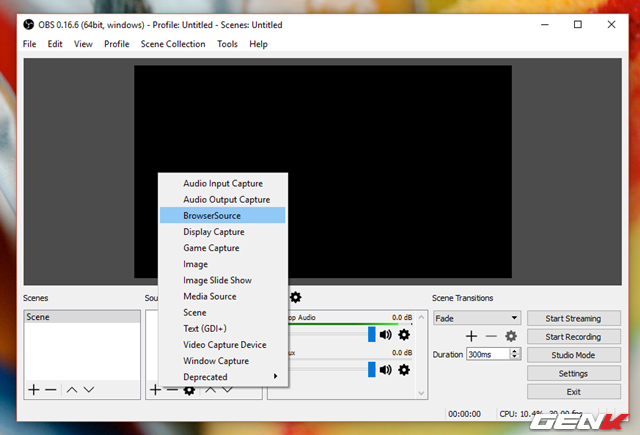 OBS 0.16.6 (64bit, windows) - Profile: Untitled - Scenes: Untitled
File Edit View Profile Scene Collection Tools Help
Audio Input Capture
Audio Output Capture
BrowserSource
Display Capture
Game Capture
Image
Image Slide Show
Media Source
Scene
Text (GDI+)
Video Capture Device
Window Capture
Deprecated
Scenes
Scene
Sou
op Audio 0.0 dB
ux 0.0 dB
Scene Transitions
Fade
Duration 300ms
Start Streaming
Start Recording
Studio Mode
Settings
Exit
00:00:00 CPU: 10.4%
GENK